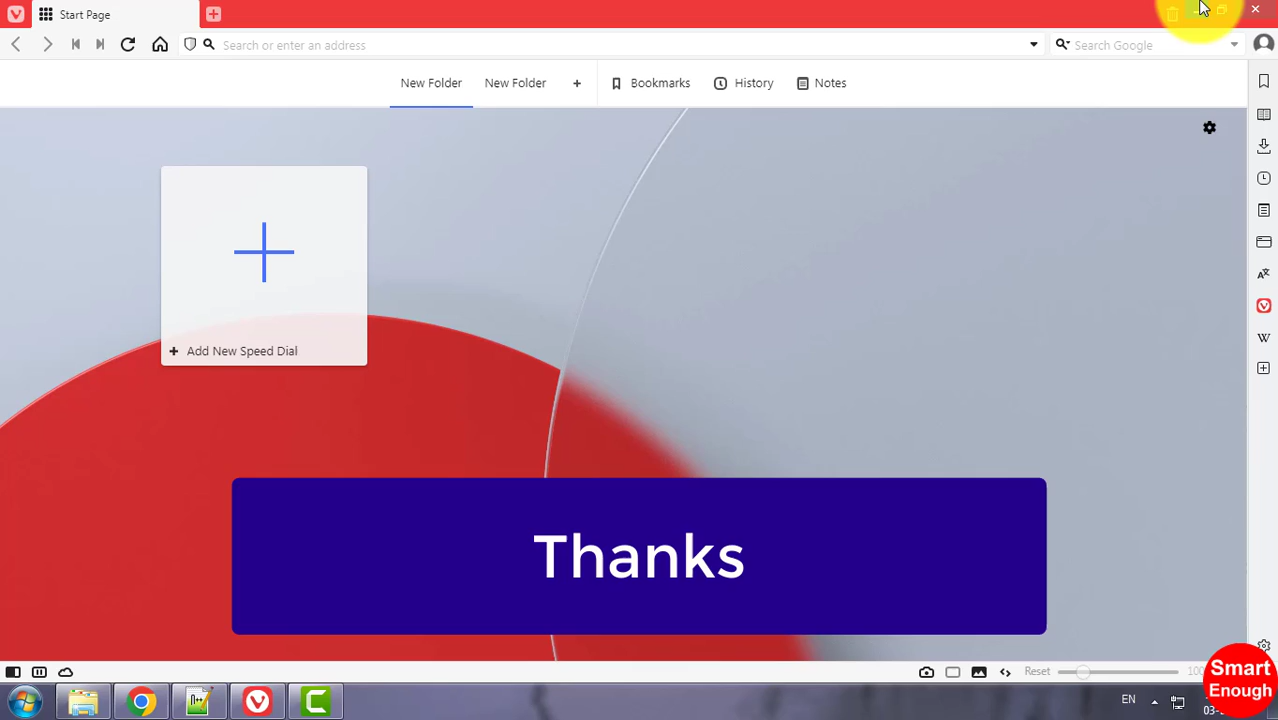 Start Page
Search or enter an address
Search Google
New Folder
New Folder
Bookmarks
History
Notes
Add New Speed Dial
Thanks
Reset
Smart
Enough
EN